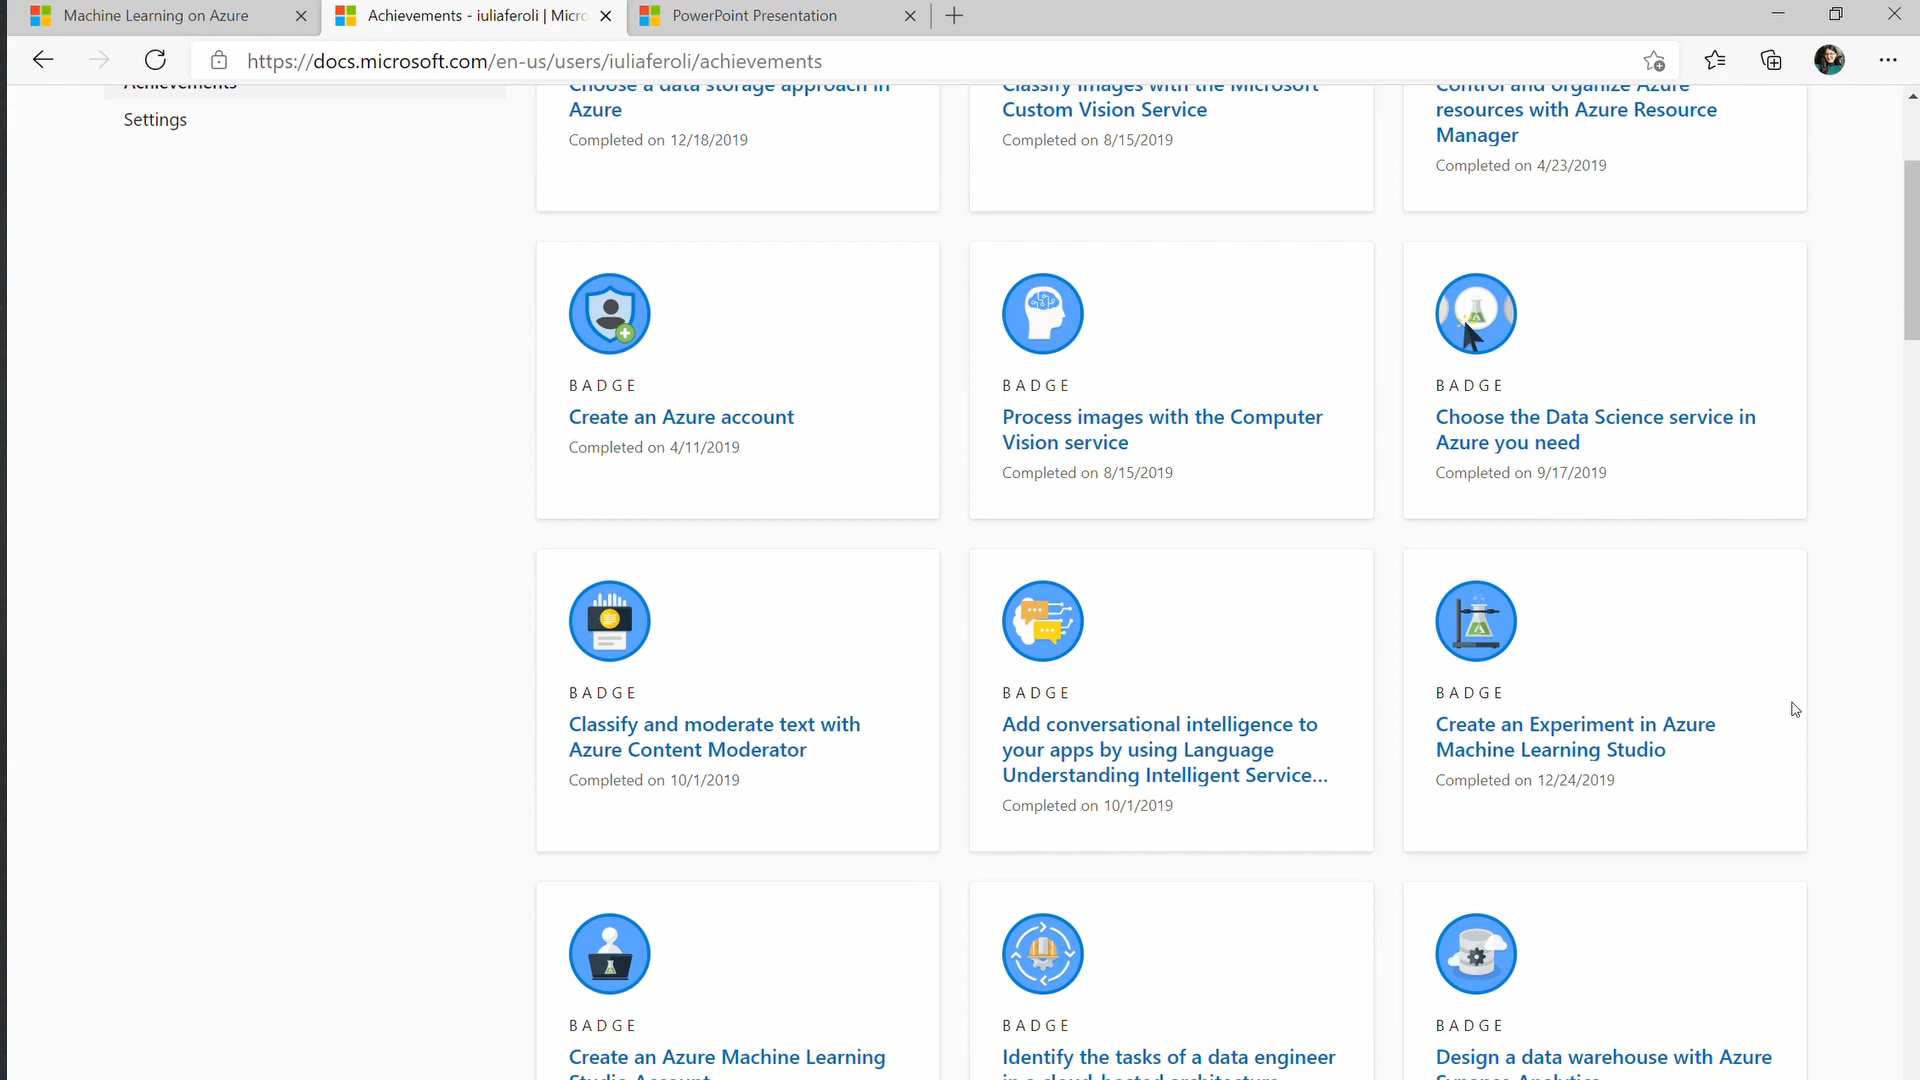 Machine Learning on Azure
Achievements - iuliaferoli | Micro
PowerPoint Presentation
https://docs.microsoft.com/en-us/users/iuliaferoli/achievements
Achievements
Settings
Choose a data storage approach in
Azure
Completed on 12/18/2019
Classify images with the Microsoft
Custom Vision Service
Completed on 8/15/2019
Control and organize Azure
resources with Azure Resource
Manager
Completed on 4/23/2019
BADGE
Create an Azure account
Completed on 4/11/2019
BADGE
Process images with the Computer
Vision service
Completed on 8/15/2019
BADGE
Choose the Data Science service in
Azure you need
Completed on 9/17/2019
BADGE
Classify and moderate text with
Azure Content Moderator
Completed on 10/1/2019
BADGE
Add conversational intelligence to
your apps by using Language
Understanding Intelligent Service...
Completed on 10/1/2019
BADGE
Create an Experiment in Azure
Machine Learning Studio
Completed on 12/24/2019
BADGE
Create an Azure Machine Learning
Studio Account
BADGE
Identify the tasks of a data engineer
in a cloud-hosted architecture
BADGE
Design a data warehouse with Azure
Synapse Analytics